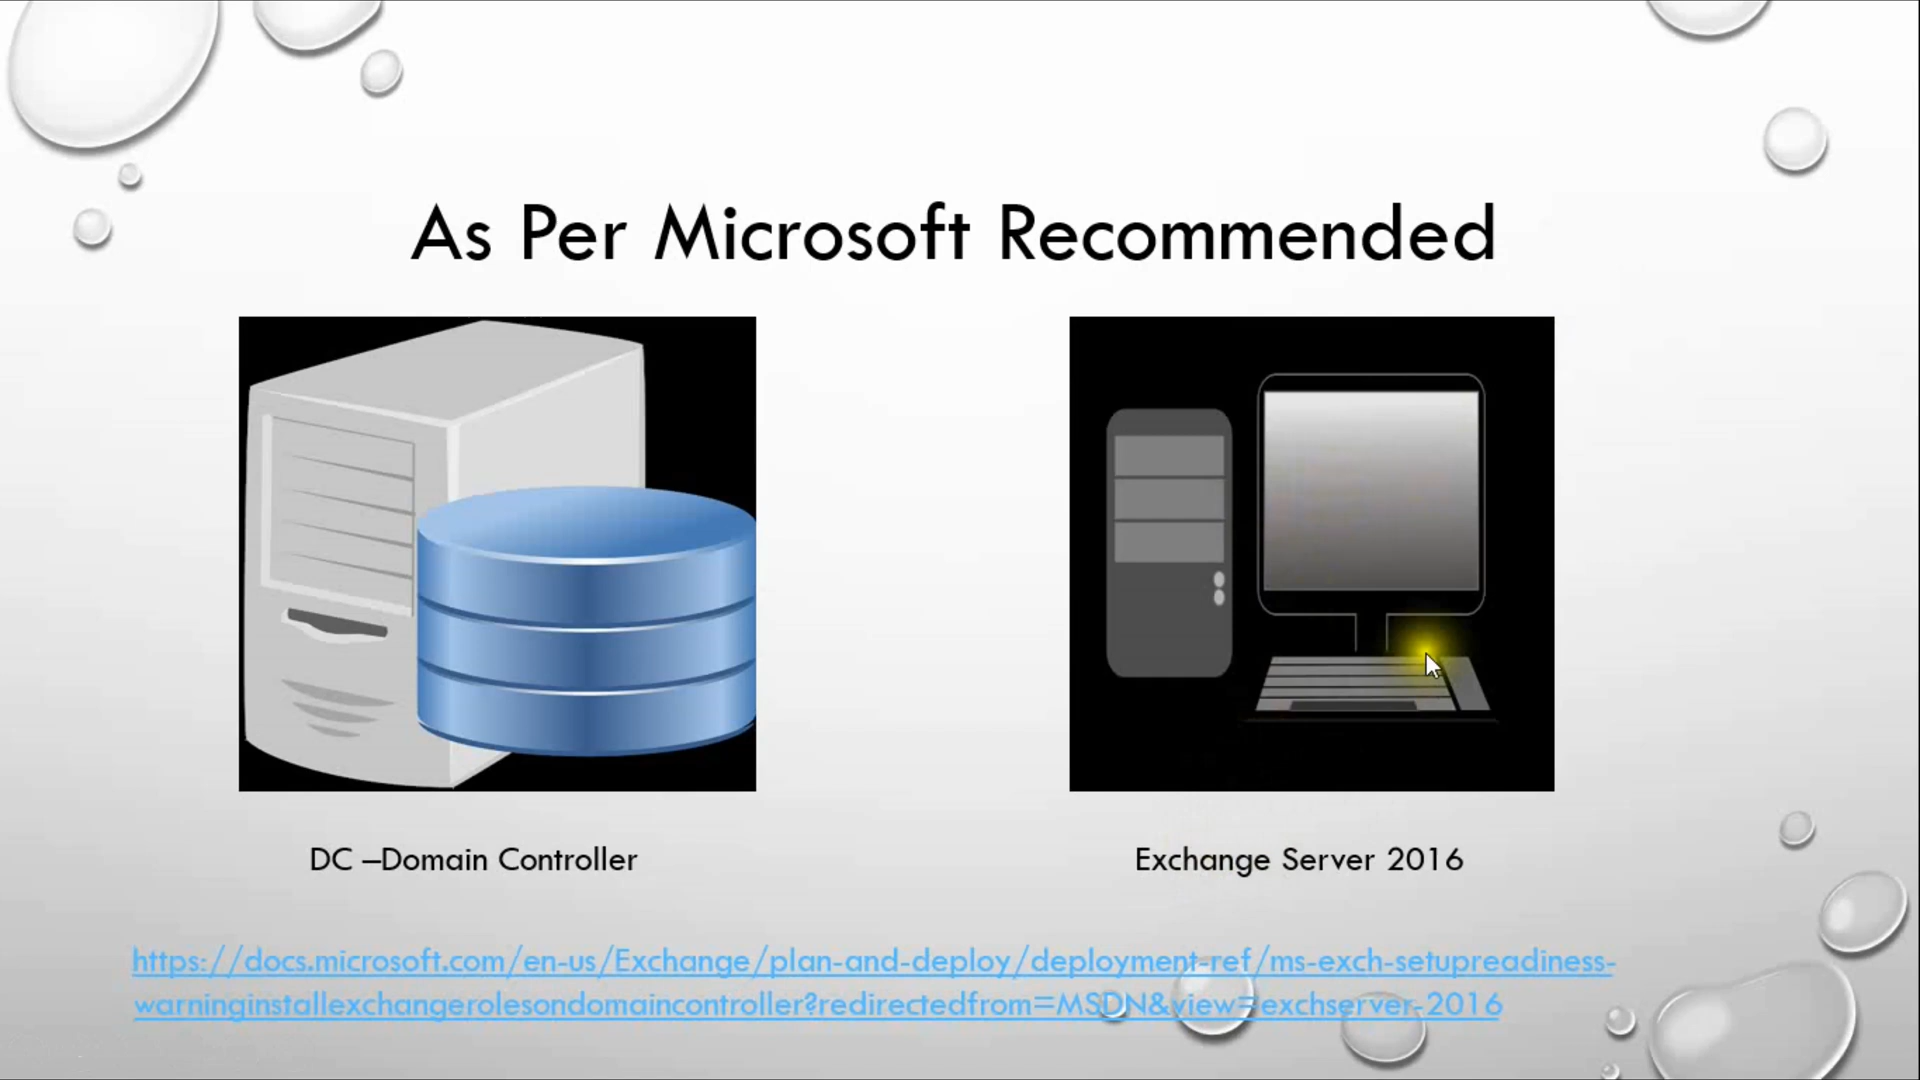 As Per Microsoft Recommended
DC –Domain Controller
Exchange Server 2016
https://docs.microsoft.com/en-us/Exchange/plan-and-deploy/deployment-ref/ms-exch-setupreadiness-
warninginstallexchangerolesondomaincontroller?redirectedfrom=MSDN&view=exchserver-2016